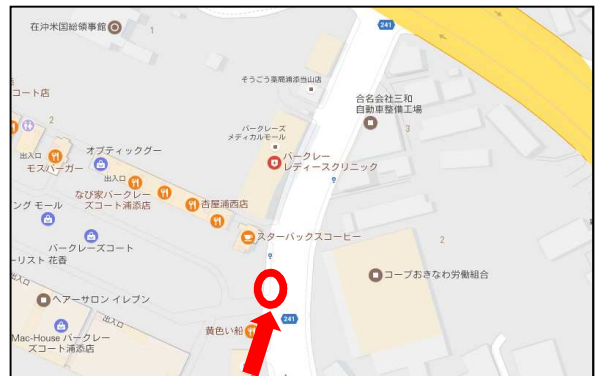 在沖米国総領事館
1
241
そうごう薬局浦添当山店
合名会社三和
自動車整備工場
3
コート店
2
バークレーズ
メディカルモール
オプティックグー
出入口
モスバーガー
バークレー
レディースクリニック
出入口
なび家バークレー
ズコート浦添店
吉屋浦西店
ング モール
スターバックスコーヒー
2
バークレーズコート
ーリスト 花香
コープおきなわ労働組合
出入口
ヘアーサロン イレブン
241
出入口
黄色い船
Mac-House バークレー
ズコート浦添店